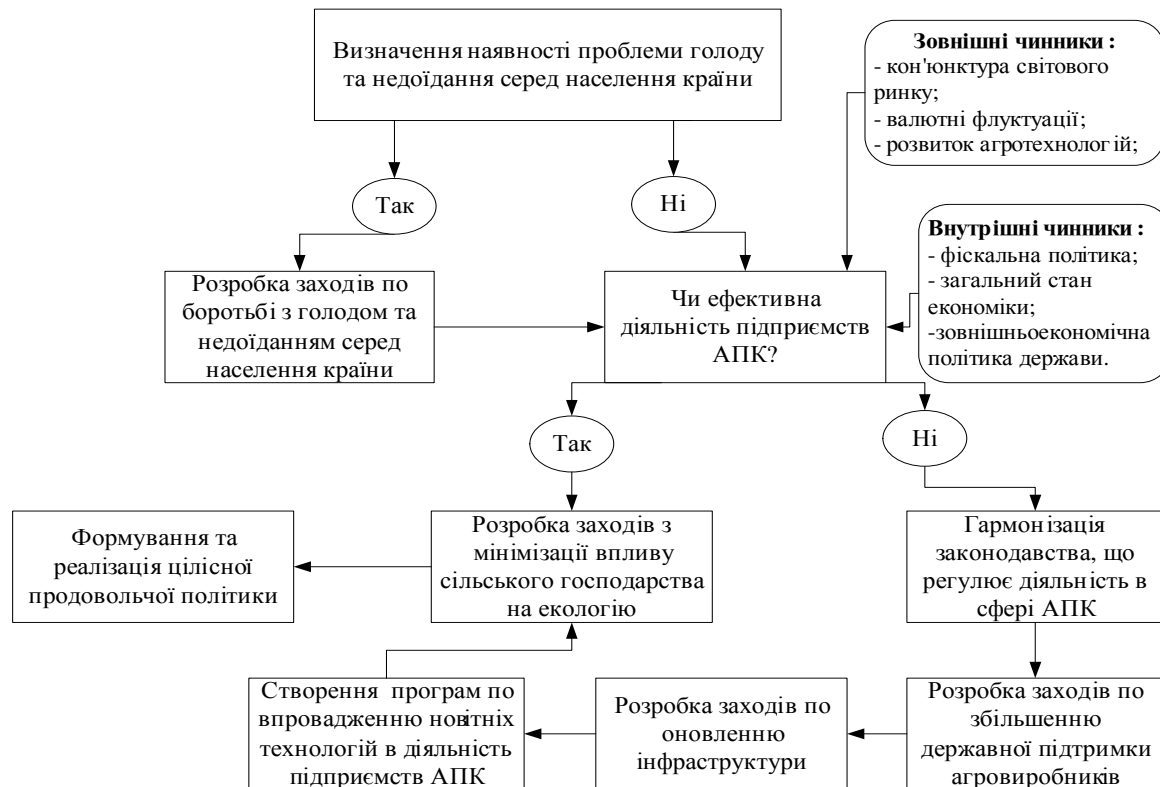 Визначення наявності проблеми голоду
та недоїдання серед населення країни
Зовнішні чинники :
- кон'юнктура світового
ринку;
- валютні флуктуації;
- розвиток агротехнологій;
Так
Ні
Внутрішні чинники :
- фіскальна політика;
- загальний стан
економіки;
-зовнішньоекономічна
політика держави.
Розробка заходів по
боротьбі з голодом та
недоїданням серед
населення країни
Чи ефективна
діяльність підприємств
АПК?
Так
Ні
Формування та
реалізація цілісної
продовольчої політики
Розробка заходів з
мінімізації впливу
сільського господарства
на екологію
Гармонізація
законодавства, що
регулює діяльність в
сфері АПК
Створення програм по
впровадженню новітніх
технологій в діяльність
підприємств АПК
Розробка заходів по
оновленню
інфраструктури
Розробка заходів по
збільшенню
державної підтримки
агровиробників